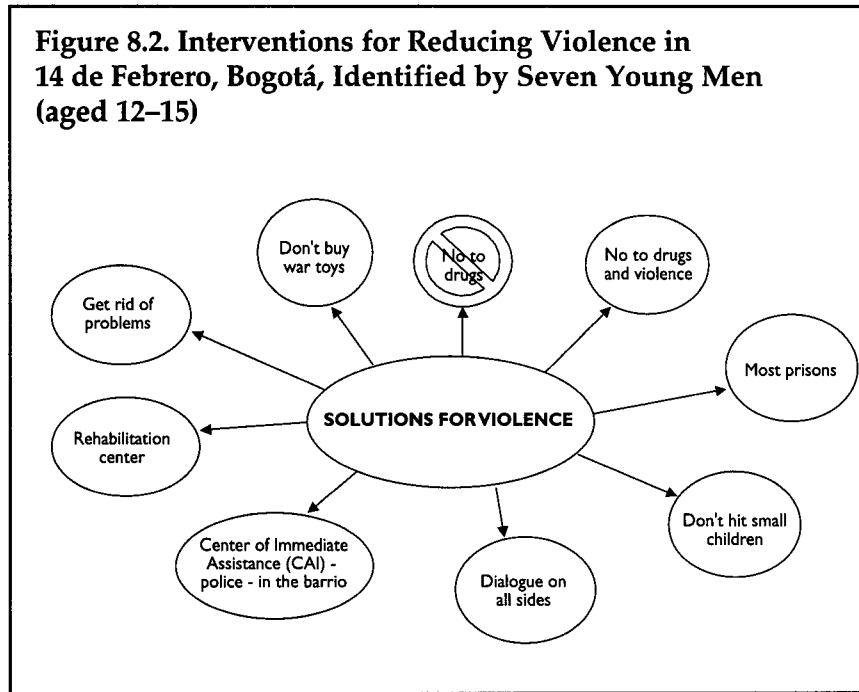 Figure 8.2. Interventions for Reducing Violence in
14 de Febrero, Bogotá, Identified by Seven Young Men
(aged 12–15)
Don't buy
war toys
No to
drugs
No to drugs
and violence
Get rid of
problems
Most prisons
SOLUTIONS FOR VIOLENCE
Rehabilitation
center
Don't hit small
children
Center of Immediate
Assistance (CAI) -
police - in the barrio
Dialogue on
all sides